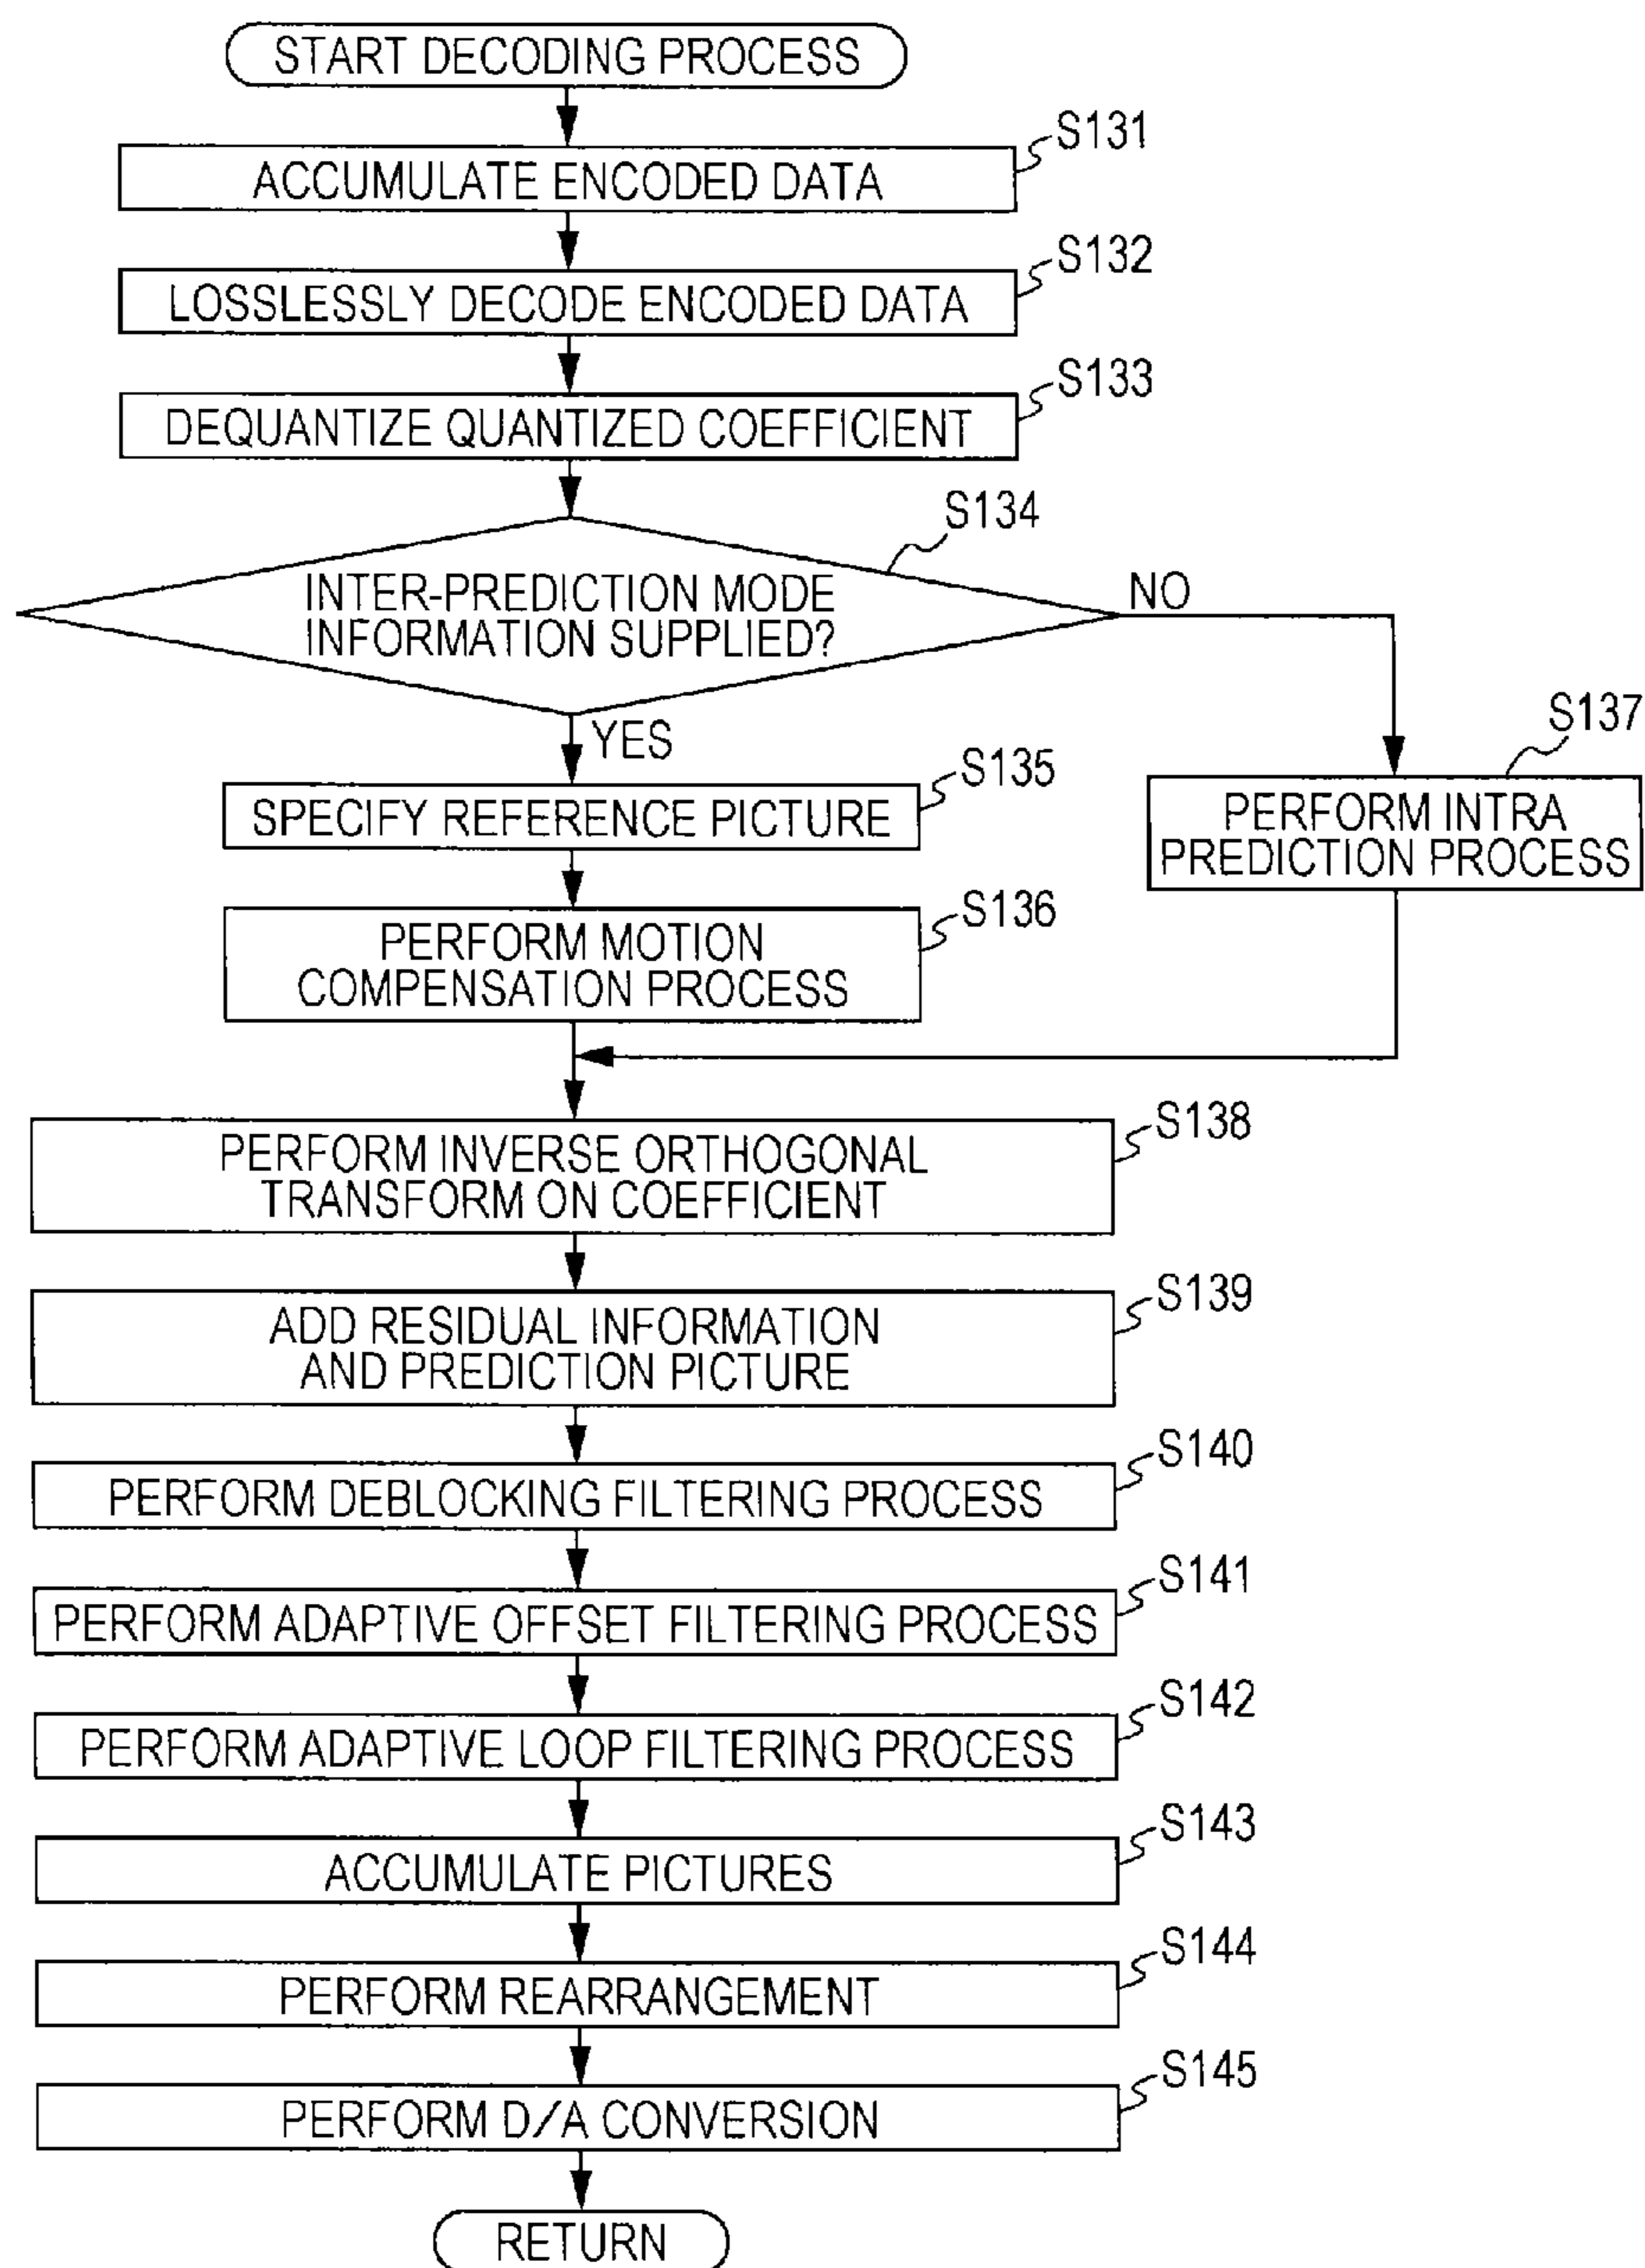 START DECODING PROCESS
S131
ACCUMULATE ENCODED DATA
S132
LOSSLESSLY DECODE ENCODED DATA
S133
DEQUANTIZE QUANTIZED COEFFICIENT
S134
INTER-PREDICTION MODE
INFORMATION SUPPLIED?
NO
YES
S135
SPECIFY REFERENCE PICTURE
S137
PERFORM INTRA
PREDICTION PROCESS
S136
PERFORM MOTION
COMPENSATION PROCESS
S138
PERFORM INVERSE ORTHOGONAL
TRANSFORM ON COEFFICIENT
S139
ADD RESIDUAL INFORMATION
AND PREDICTION PICTURE
S140
PERFORM DEBLOCKING FILTERING PROCESS
S141
PERFORM ADAPTIVE OFFSET FILTERING PROCESS
S142
PERFORM ADAPTIVE LOOP FILTERING PROCESS
S143
ACCUMULATE PICTURES
S144
PERFORM REARRANGEMENT
S145
PERFORM D/A CONVERSION
RETURN